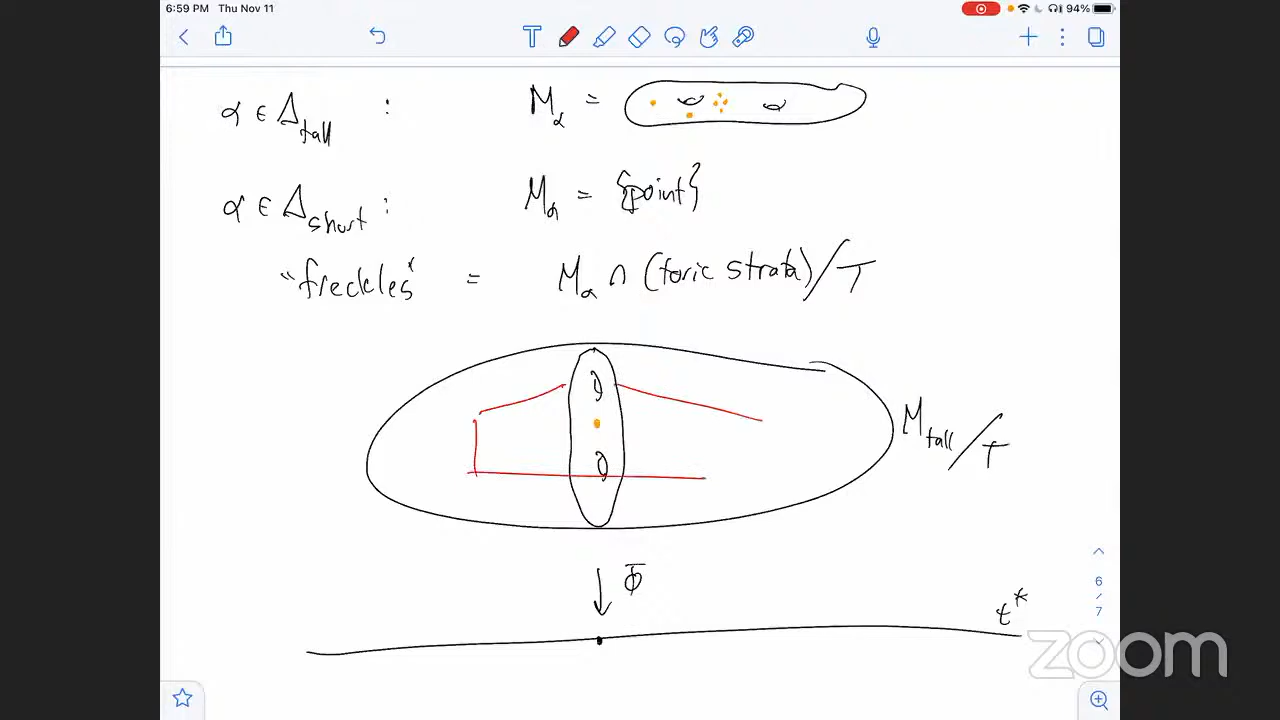 6:59 PM Thu Nov 11
94%
α ∈ Δ_tall : M_α =
α ∈ Δ_short : M_α = {point}
"freckles" = M_α ∩ (toric strata)/T
M_tall/T
Φ̄
t*
6
/
7
zoom